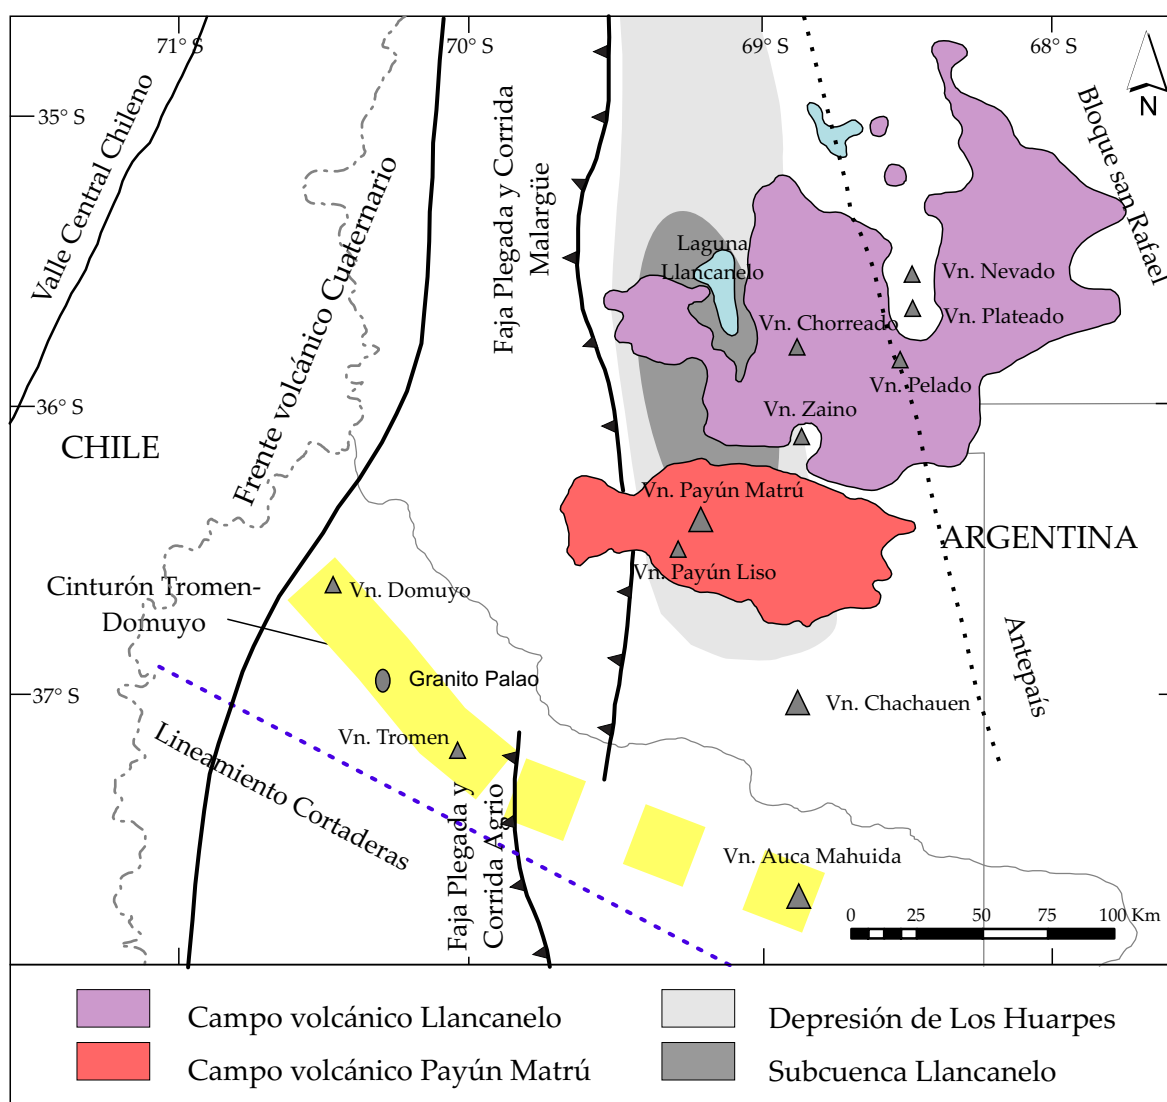 71° S
70° S
69° S
68° S
N
35° S
36° S
37° S
Valle Central Chileno
Frente volcánico Cuaternario
Faja Plegada y Corrida
Malargüe
Bloque san Rafael
Laguna
Llancanelo
Vn. Nevado
Vn. Plateado
Vn. Chorreado
Vn. Pelado
Vn. Zaino
CHILE
Vn. Payún Matrú
ARGENTINA
Vn. Payún Liso
Cinturón Tromen-
Domuyo
Vn. Domuyo
Granito Palao
Antepaís
Vn. Chachauen
Vn. Tromen
Lineamiento Cortaderas
Faja Plegada y
Corrida Agrio
Vn. Auca Mahuida
0 25 50 75 100 Km
Campo volcánico Llancanelo
Depresión de Los Huarpes
Campo volcánico Payún Matrú
Subcuenca Llancanelo